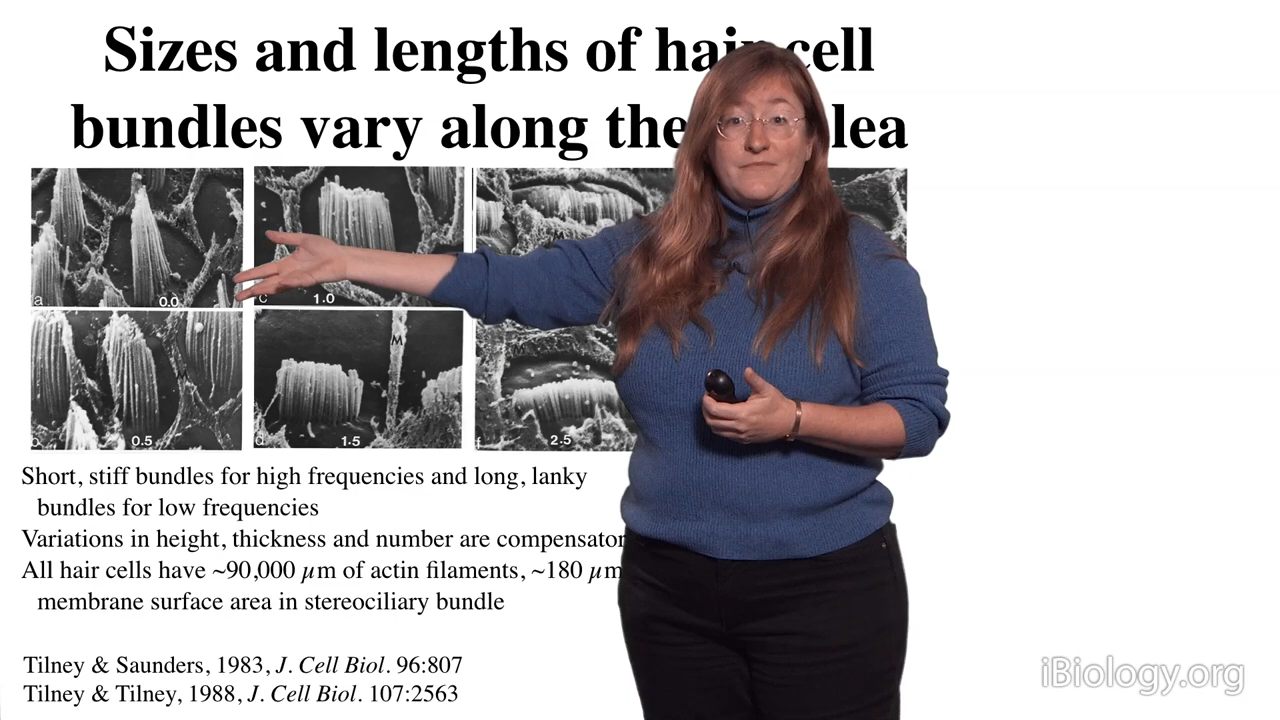 Sizes and lengths of hair cell
bundles vary along the lea
a 0.0 c 1.0 M
b 0.5 d 1.5 M f 2.5 M
Short, stiff bundles for high frequencies and long, lanky
bundles for low frequencies
Variations in height, thickness and number are compensator
All hair cells have ~90,000 µm of actin filaments, ~180 µm
membrane surface area in stereociliary bundle
Tilney & Saunders, 1983, J. Cell Biol. 96:807
Tilney & Tilney, 1988, J. Cell Biol. 107:2563
iBiology.org